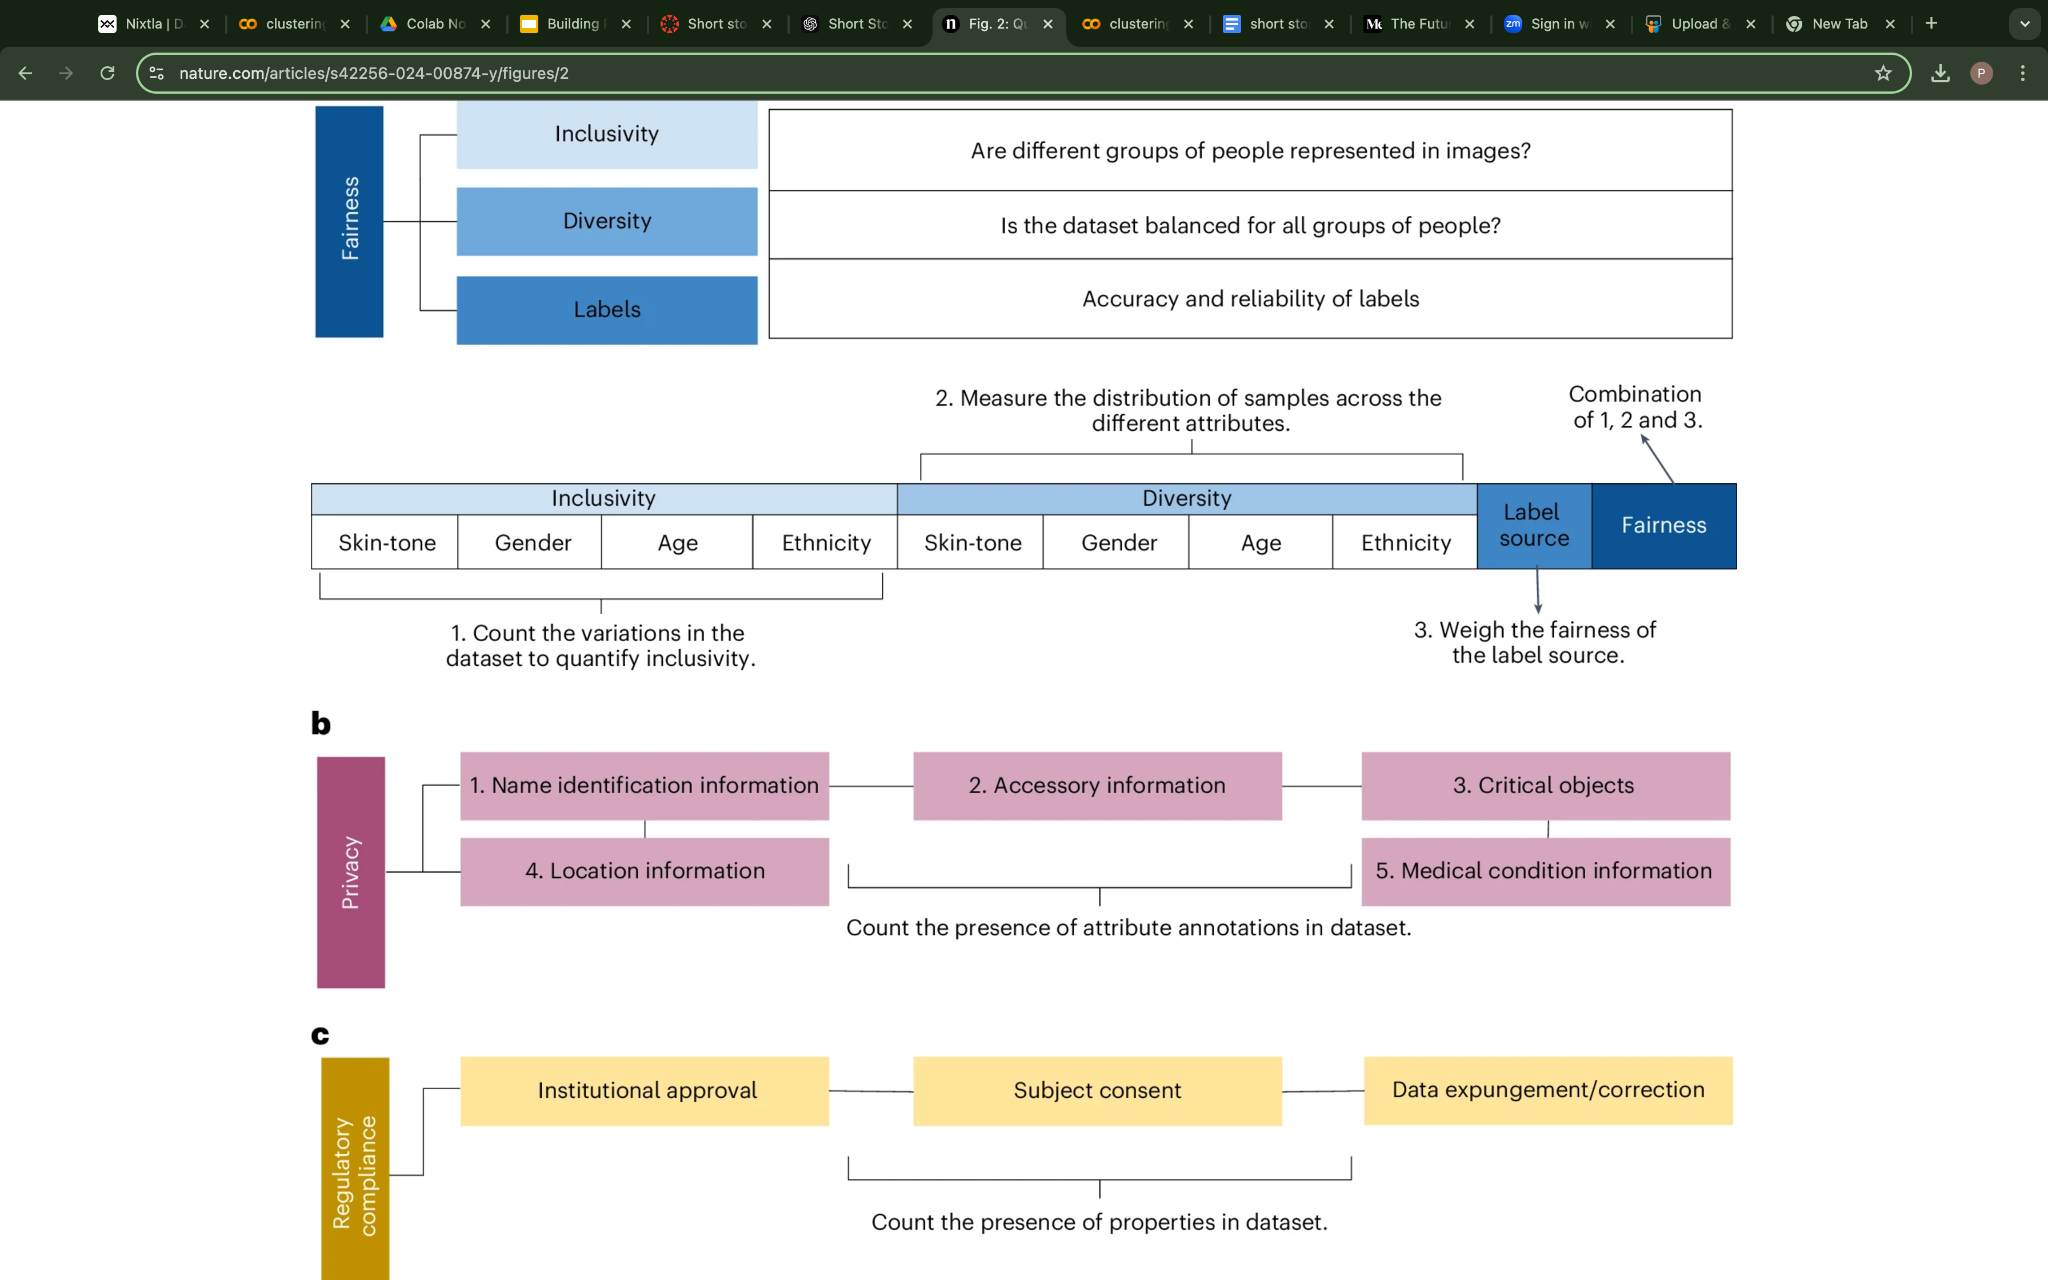 Nixtla | D
clustering
Colab No
Building
Short sto
Short Sto
Fig. 2: Q
clustering
short sto
The Futu
zm
Sign in w
Upload &
New Tab
nature.com/articles/s42256-024-00874-y/figures/2
P
Fairness
Inclusivity
Are different groups of people represented in images?
Diversity
Is the dataset balanced for all groups of people?
Labels
Accuracy and reliability of labels
2. Measure the distribution of samples across the
different attributes.
Combination
of 1, 2 and 3.
Inclusivity
Diversity
Label
source
Fairness
Skin-tone
Gender
Age
Ethnicity
Skin-tone
Gender
Age
Ethnicity
1. Count the variations in the
dataset to quantify inclusivity.
3. Weigh the fairness of
the label source.
b
Privacy
1. Name identification information
2. Accessory information
3. Critical objects
4. Location information
5. Medical condition information
Count the presence of attribute annotations in dataset.
c
Regulatory
compliance
Institutional approval
Subject consent
Data expungement/correction
Count the presence of properties in dataset.